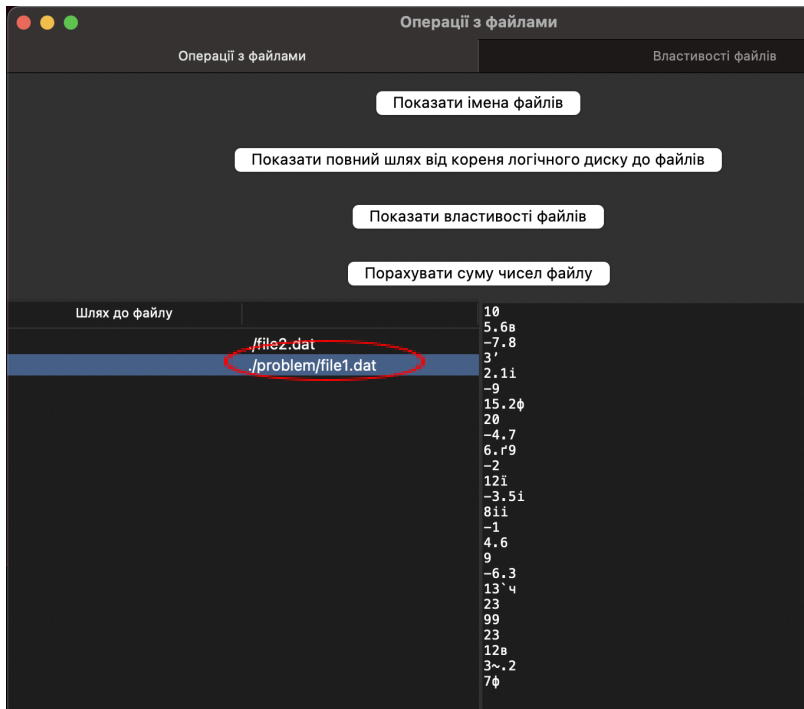 Операції з файлами
Операції з файлами
Властивості файлів
Показати імена файлів
Показати повний шлях від кореня логічного диску до файлів
Показати властивості файлів
Порахувати суму чисел файлу
Шлях до файлу
./file2.dat
./problem/file1.dat
10
5.6в
-7.8
3’
2.1і
-9
15.2ф
20
-4.7
6.ґ9
-2
12ї
-3.5і
8іі
-1
4.6
9
-6.3
13`ч
23
99
23
12в
3~.2
7ф